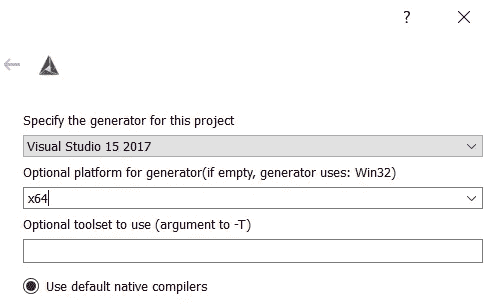 ?
Specify the generator for this project
Visual Studio 15 2017
Optional platform for generator(if empty, generator uses: Win32)
x64
Optional toolset to use (argument to -T)
Use default native compilers